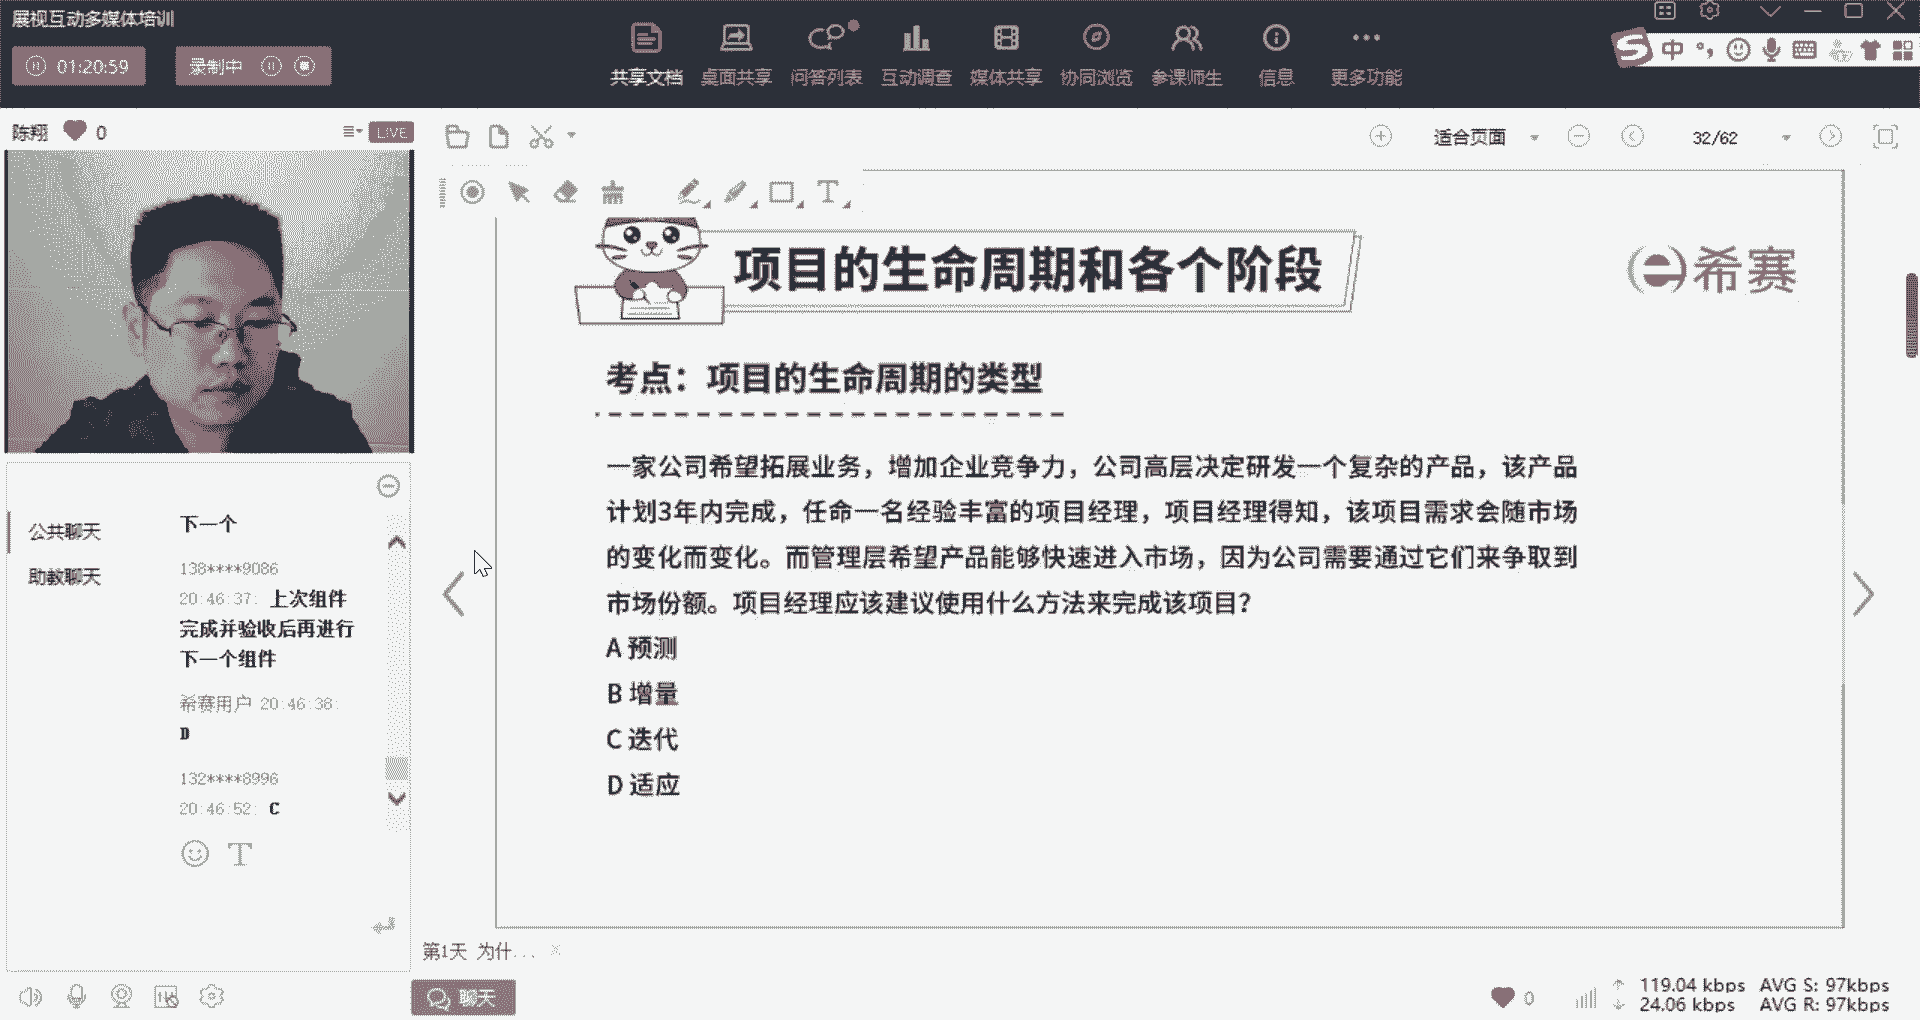 展视互动多媒体培训
01:20:59
录制中
共享文档
桌面共享
问答列表
互动调查
媒体共享
协同浏览
参课师生
信息
更多功能
中
陈翔 0
LIVE
适合页面
32/62
项目的生命周期和各个阶段
希赛
考点：项目的生命周期的类型
一家公司希望拓展业务，增加企业竞争力，公司高层决定研发一个复杂的产品，该产品
计划3年内完成，任命一名经验丰富的项目经理，项目经理得知，该项目需求会随市场
的变化而变化。而管理层希望产品能够快速进入市场，因为公司需要通过它们来争取到
市场份额。项目经理应该建议使用什么方法来完成该项目？
A 预测
B 增量
C 迭代
D 适应
公共聊天
助教聊天
下一个
138****9086
20:46:37: 上次组件
完成并验收后再进行
下一个组件
希赛用户 20:46:38:
D
132****8996
20:46:52: C
第1天 为什...
聊天
0
119.04 kbps AVG S: 97kbps
24.06 kbps AVG R: 97kbps